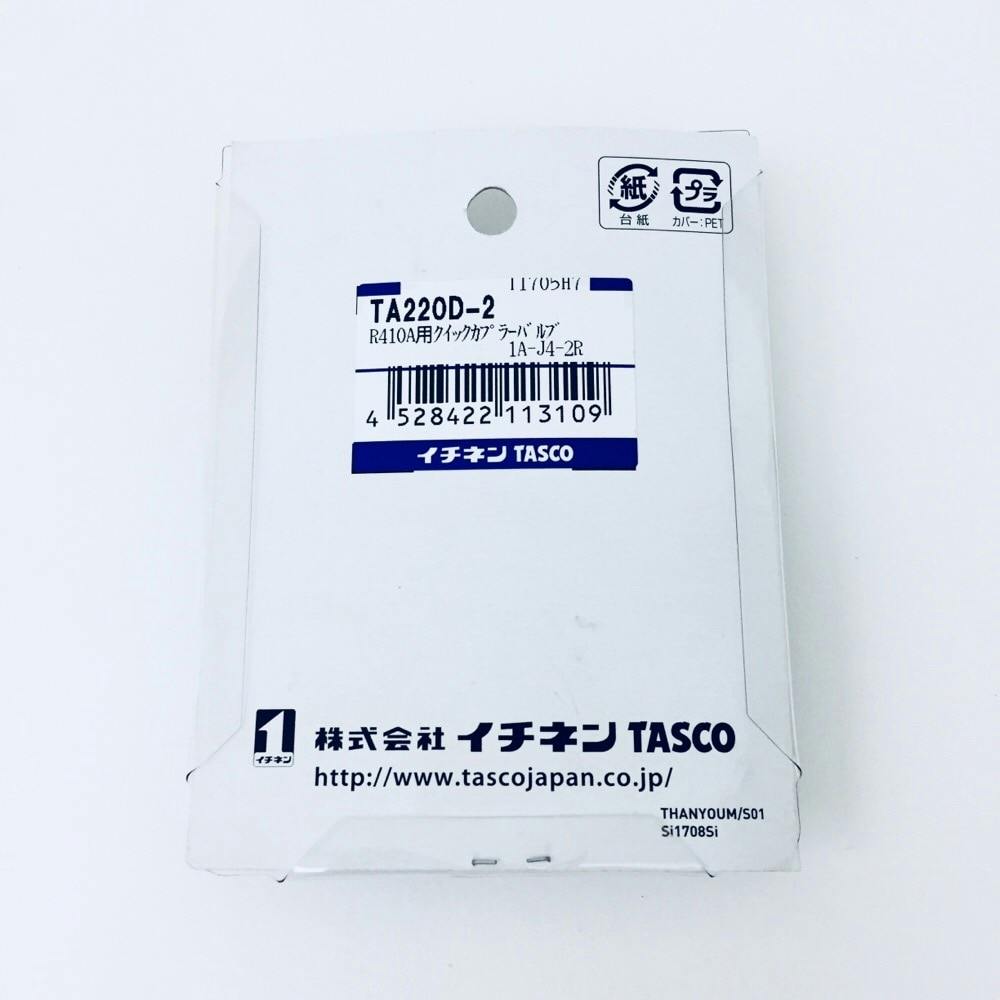 紙 プラ
台紙 カバー:PET
TA220D-2
R410A用ｸｲｯｸｶﾌﾟﾗｰﾊﾞﾙﾌﾞ
1A-J4-2R
4 528422 113109
イチネン TASCO
1 株式会社 イチネン TASCO
イチネン
http://www.tascojapan.co.jp/
THANYOUM/S01
Si1708Si